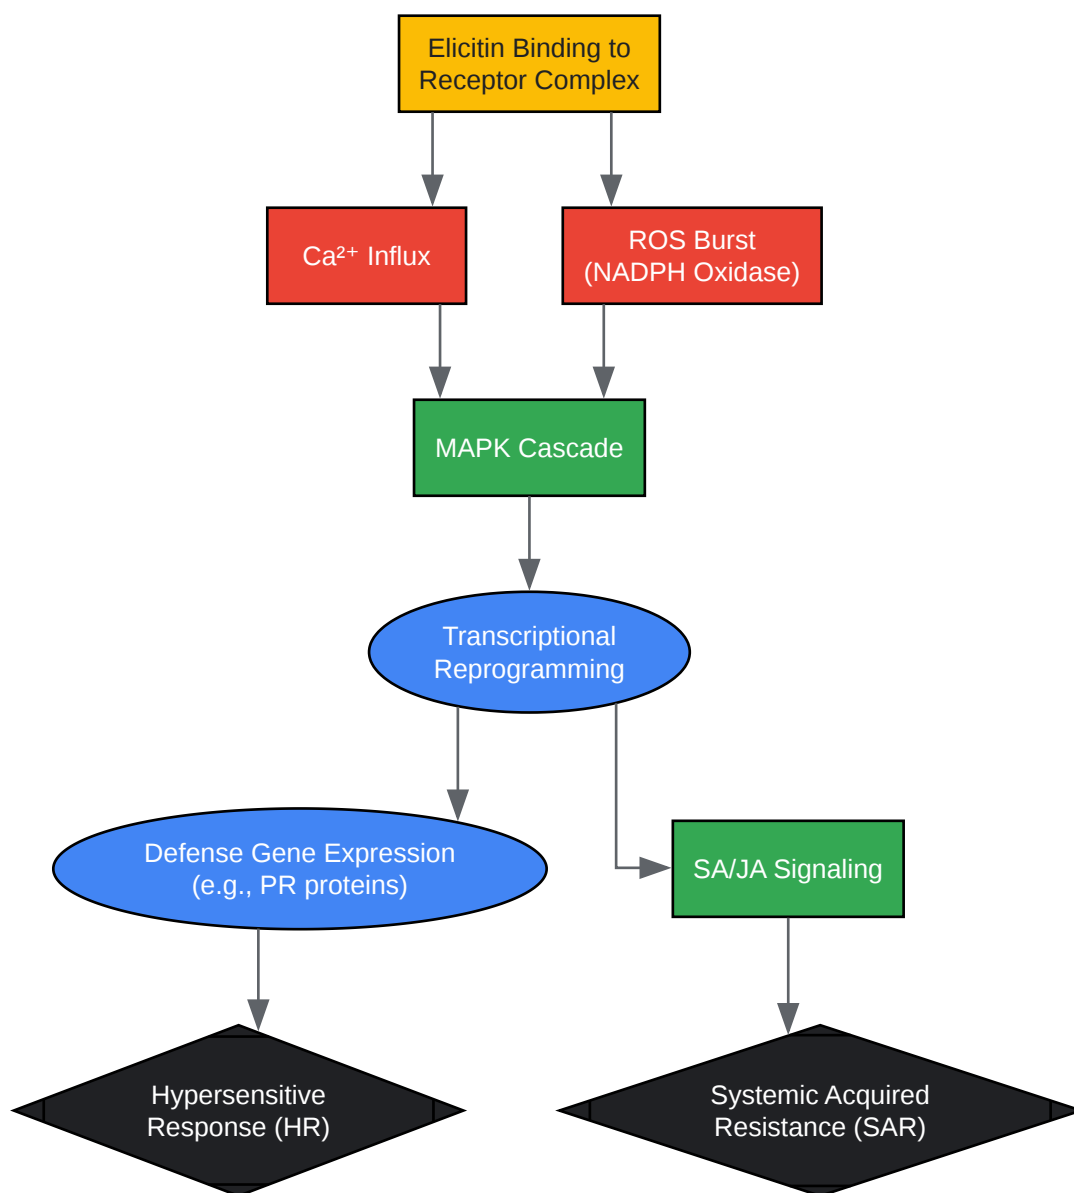 Elicitin Binding to
Receptor Complex
Ca²⁺ Influx
ROS Burst
(NADPH Oxidase)
MAPK Cascade
Transcriptional
Reprogramming
Defense Gene Expression
(e.g., PR proteins)
SA/JA Signaling
Hypersensitive
Response (HR)
Systemic Acquired
Resistance (SAR)